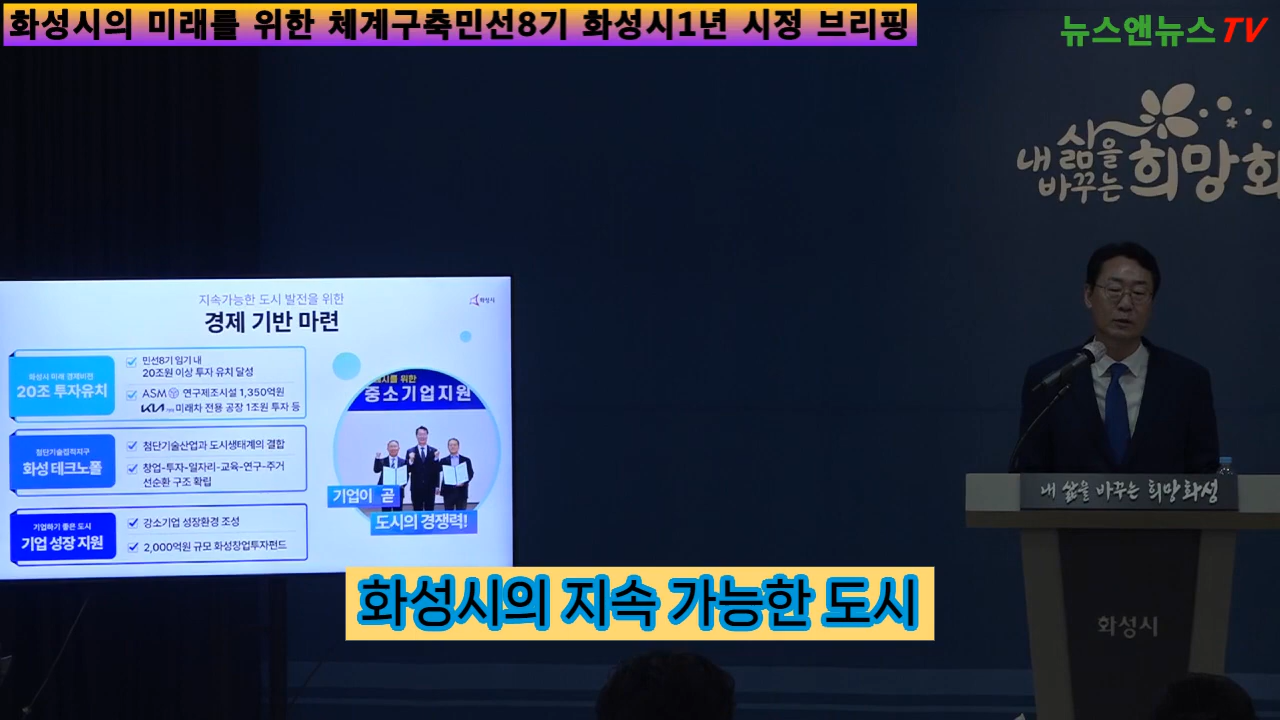 화성시의 미래를 위한 체계구축민선8기 화성시1년 시정 브리핑
뉴스앤뉴스TV
내 삶을
바꾸는 희망화
지속가능한 도시 발전을 위한
화성시
경제 기반 마련
화성시 미래 경제비전
20조 투자유치
민선8기 임기 내
20조원 이상 투자 유치 달성
ASM 연구제조시설 1,350억원
KIA 미래차 전용 공장 1조원 투자 등
첨단기술집적지구
화성 테크노폴
첨단기술산업과 도시생태계의 결합
창업-투자-일자리-교육-연구-주거
선순환 구조 확립
기업하기 좋은 도시
기업 성장 지원
강소기업 성장환경 조성
2,000억원 규모 화성창업투자펀드
위한
중소기업지원
기업이 곧
도시의 경쟁력!
내 삶을 바꾸는 희망화성
화성시
화성시의 지속 가능한 도시